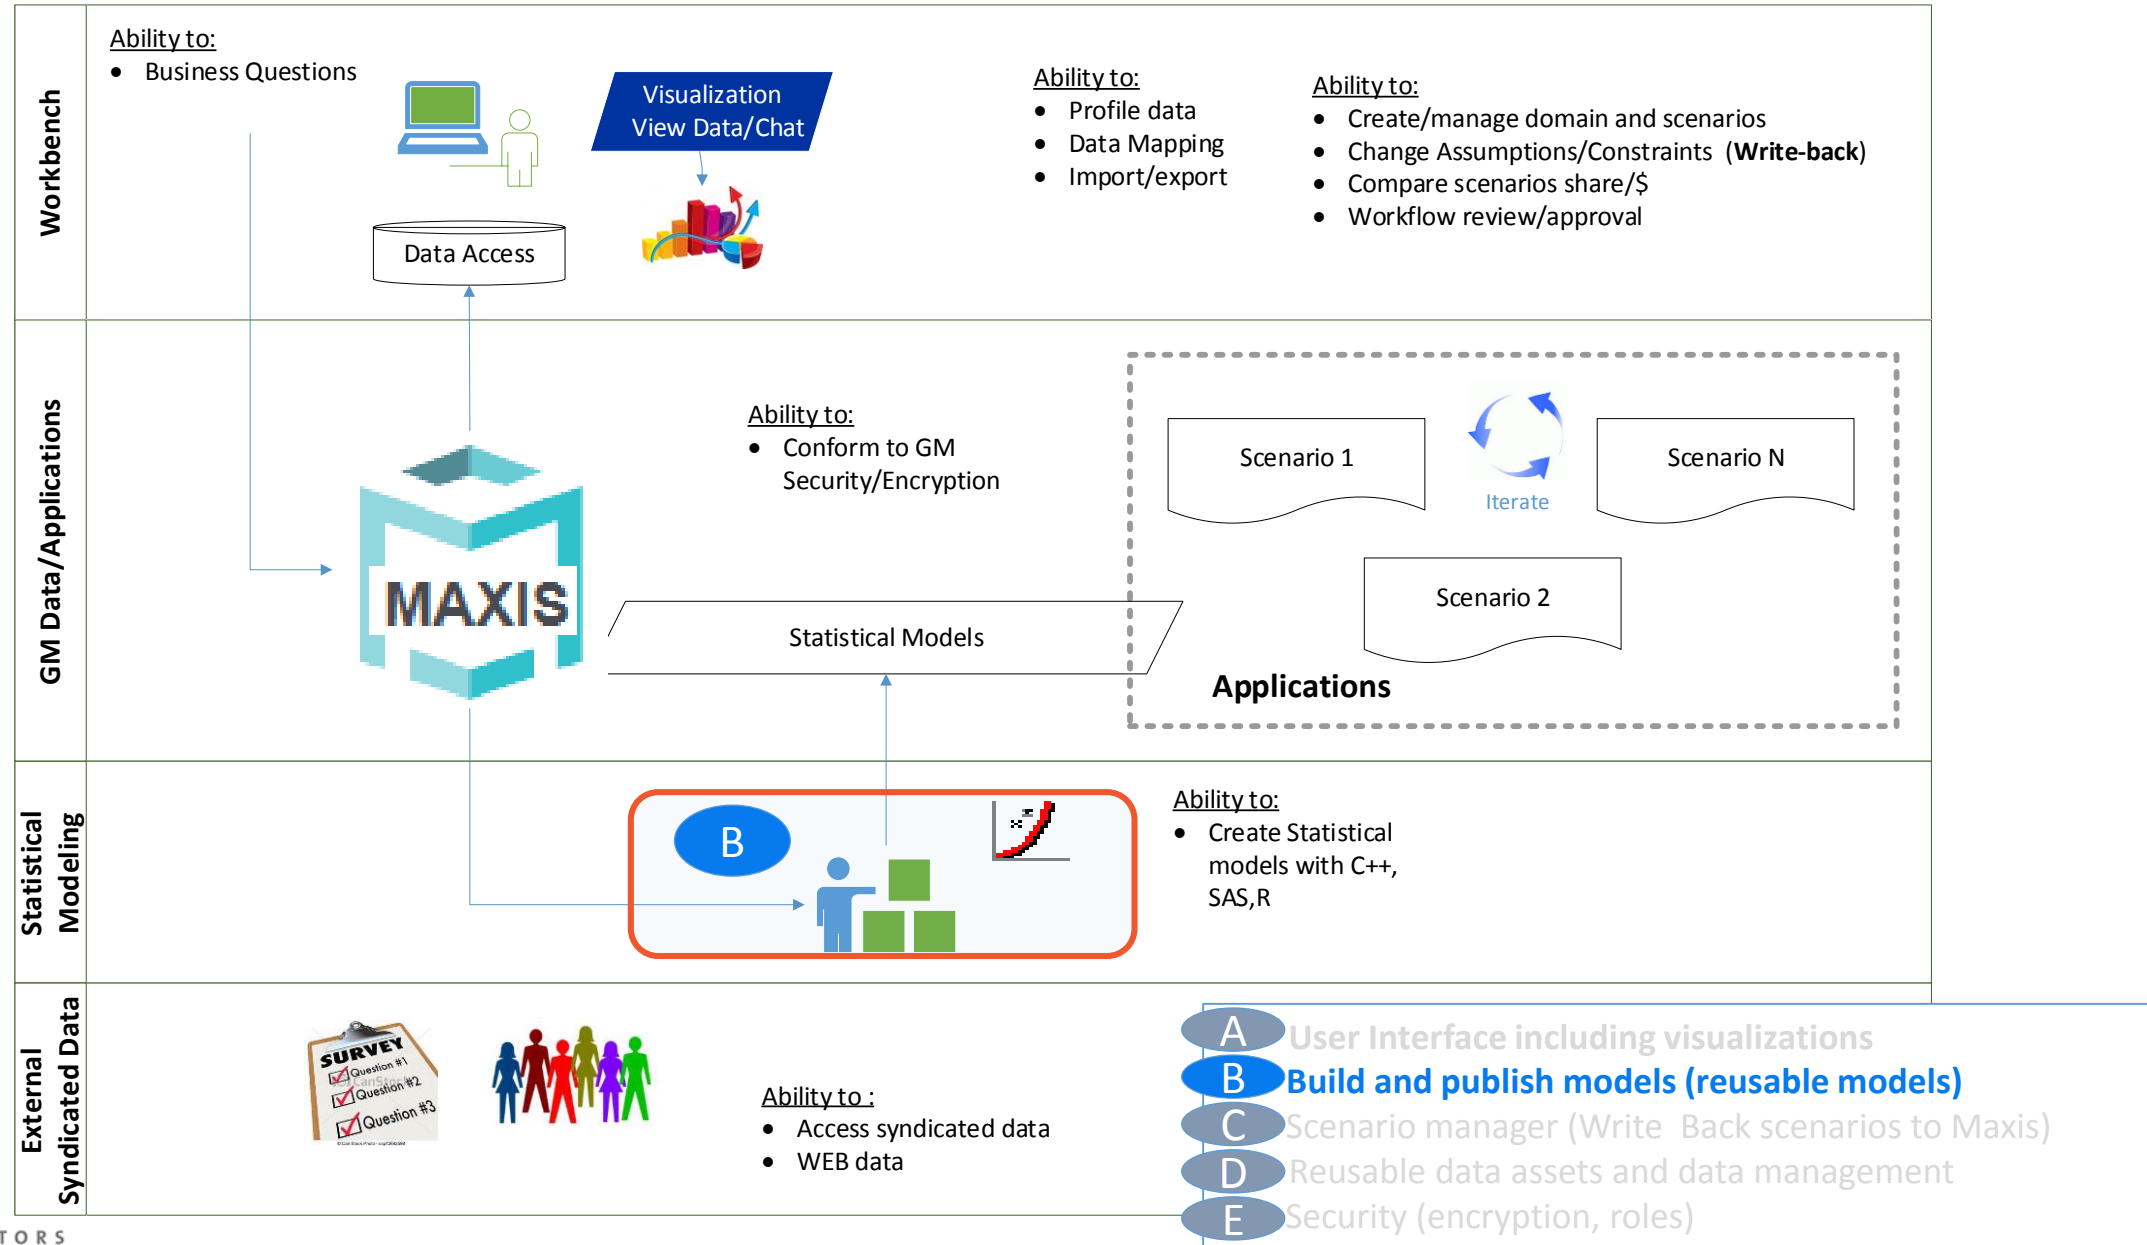 Workbench
Ability to:
• Business Questions
Visualization
View Data/Chat
Data Access
Ability to:
• Profile data
• Data Mapping
• Import/export
Ability to:
• Create/manage domain and scenarios
• Change Assumptions/Constraints (Write-back)
• Compare scenarios share/$
• Workflow review/approval
GM Data/Applications
MAXIS
Ability to:
• Conform to GM
Security/Encryption
Statistical Models
Scenario 1
Iterate
Scenario N
Scenario 2
Applications
Statistical
Modeling
B
Ability to:
• Create Statistical
models with C++,
SAS,R
External
Syndicated Data
SURVEY
Question #1
Question #2
Question #3
Ability to :
• Access syndicated data
• WEB data
A User Interface including visualizations
B Build and publish models (reusable models)
C Scenario manager (Write Back scenarios to Maxis)
D Reusable data assets and data management
E Security (encryption, roles)
TORS